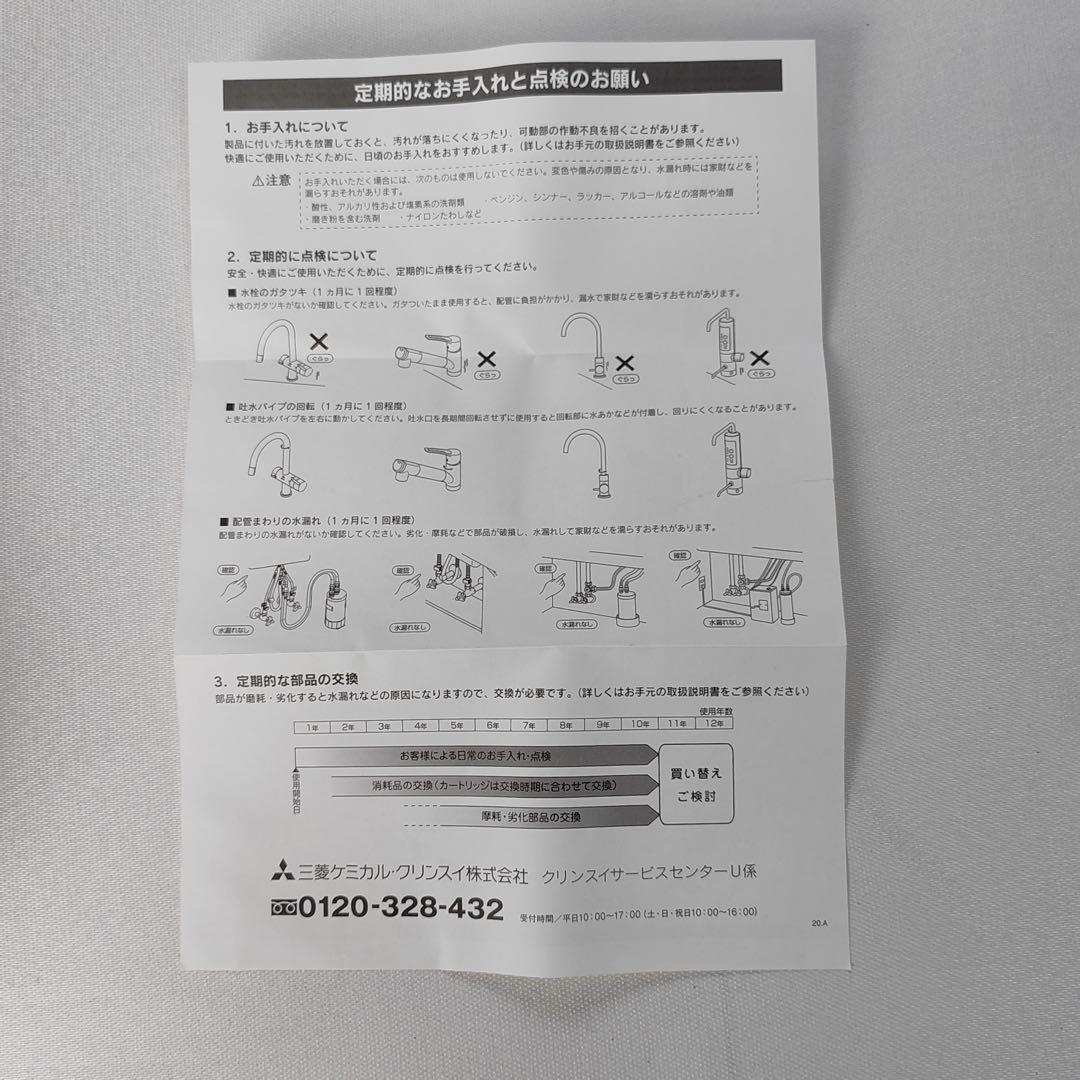 定期的なお手入れと点検のお願い
1. お手入れについて
製品に付いた汚れを放置しておくと、汚れが落ちにくくなったり、可動部の作動不良を招くことがあります。
快適にご使用いただくために、日頃のお手入れをおすすめします。(詳しくはお手元の取扱説明書をご参照ください)
⚠注意
お手入れいただく場合には、次のものは使用しないでください。変色や傷みの原因となり、水漏れ時には家財などを
漏らすおそれがあります。
・酸性、アルカリ性および塩素系の洗剤類 ・ベンジン、シンナー、ラッカー、アルコールなどの溶剤や油類
・磨き粉を含む洗剤 ・ナイロンたわしなど
2. 定期的に点検について
安全・快適にご使用いただくために、定期的に点検を行ってください。
■ 水栓のガタツキ(1ヵ月に1回程度)
水栓のガタツキがないか確認してください。ガタついたまま使用すると、配管に負担がかかり、漏水で家財などを濡らすおそれがあります。
ぐらっ ぐらっ ぐらっ ぐらっ
■ 吐水パイプの回転(1ヵ月に1回程度)
ときどき吐水パイプを左右に動かしてください。吐水口を長期間回転させずに使用すると回転部に水あかなどが付着し、回りにくくなることがあります。
■ 配管まわりの水漏れ(1ヵ月に1回程度)
配管まわりの水漏れがないか確認してください。劣化・摩耗などで部品が破損し、水漏れして家財などを濡らすおそれがあります。
確認 確認 確認 確認
水漏れなし 水漏れなし 水漏れなし 水漏れなし
3. 定期的な部品の交換
部品が磨耗・劣化すると水漏れなどの原因になりますので、交換が必要です。(詳しくはお手元の取扱説明書をご参照ください)
使用年数
1年 2年 3年 4年 5年 6年 7年 8年 9年 10年 11年 12年
お客様による日常のお手入れ・点検
使用開始日
消耗品の交換(カートリッジは交換時期に合わせて交換)
摩耗・劣化部品の交換
買い替え
ご検討
三菱ケミカル・クリンスイ株式会社 クリンスイサービスセンターU係
0120-328-432 受付時間/平日10:00~17:00(土・日・祝日10:00~16:00)
20.A